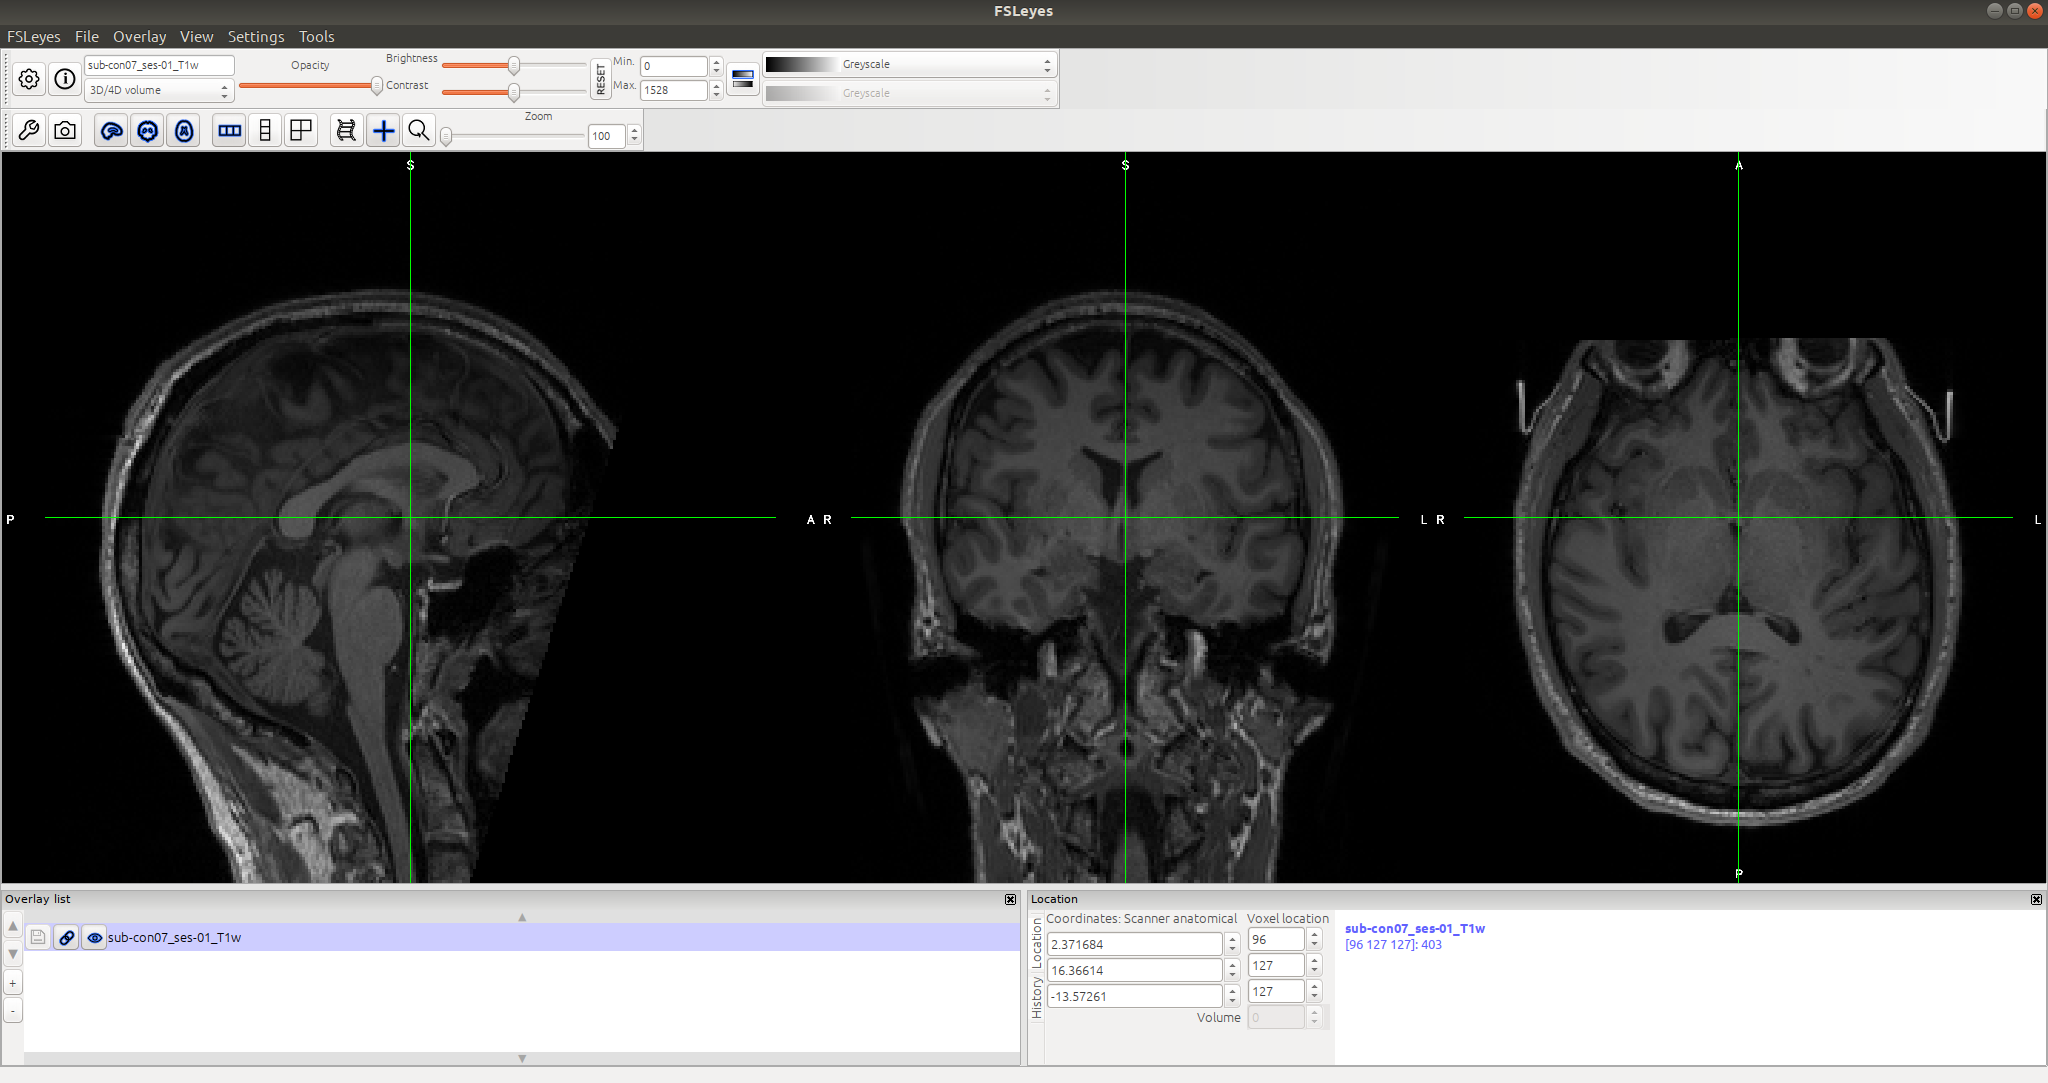 FSLeyes
FSLeyes File Overlay View Settings Tools
sub-con07_ses-01_T1w
3D/4D volume
Opacity
Brightness
Contrast
RESET
Min. 0
Max. 1528
Greyscale
Greyscale
Zoom
100
S
S
A
P
A R
L R
L
P
Overlay list
sub-con07_ses-01_T1w
+
-
Location
Location
History
Coordinates: Scanner anatomical Voxel location
2.371684 96
16.36614 127
-13.57261 127
Volume 0
sub-con07_ses-01_T1w
[96 127 127]: 403